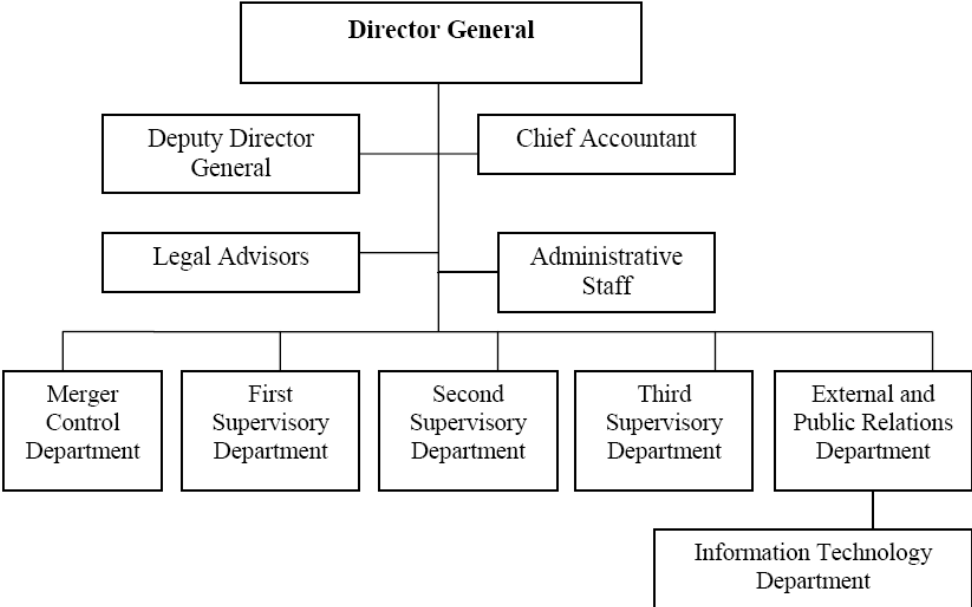 Director General
Deputy Director
General
Chief Accountant
Legal Advisors
Administrative
Staff
Merger
Control
Department
First
Supervisory
Department
Second
Supervisory
Department
Third
Supervisory
Department
External and
Public Relations
Department
Information Technology
Department